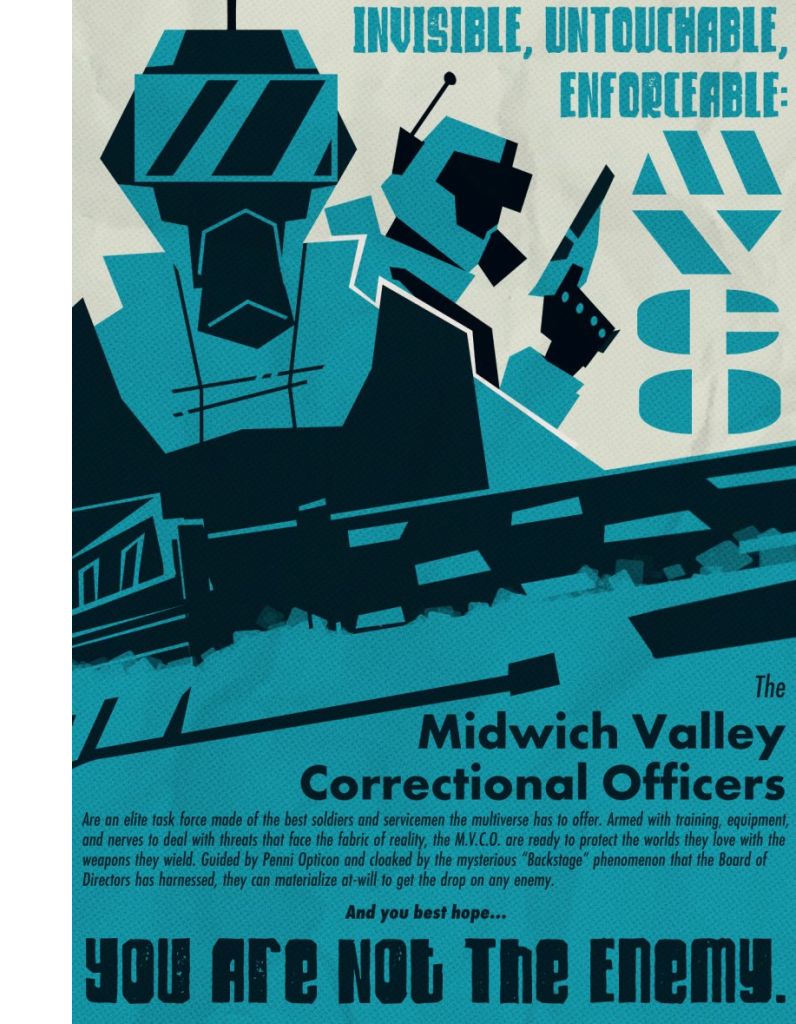 INVISIBLE, UNTOUCHABLE,
ENFORCEABLE:
MV
CO
The
Midwich Valley
Correctional Officers
Are an elite task force made of the best soldiers and servicemen the multiverse has to offer. Armed with training, equipment,
and nerves to deal with threats that face the fabric of reality, the M.V.C.O. are ready to protect the worlds they love with the
weapons they wield. Guided by Penni Opticon and cloaked by the mysterious “Backstage” phenomenon that the Board of
Directors has harnessed, they can materialize at-will to get the drop on any enemy.
And you best hope...
YOU ARE NOT THE ENEMY.